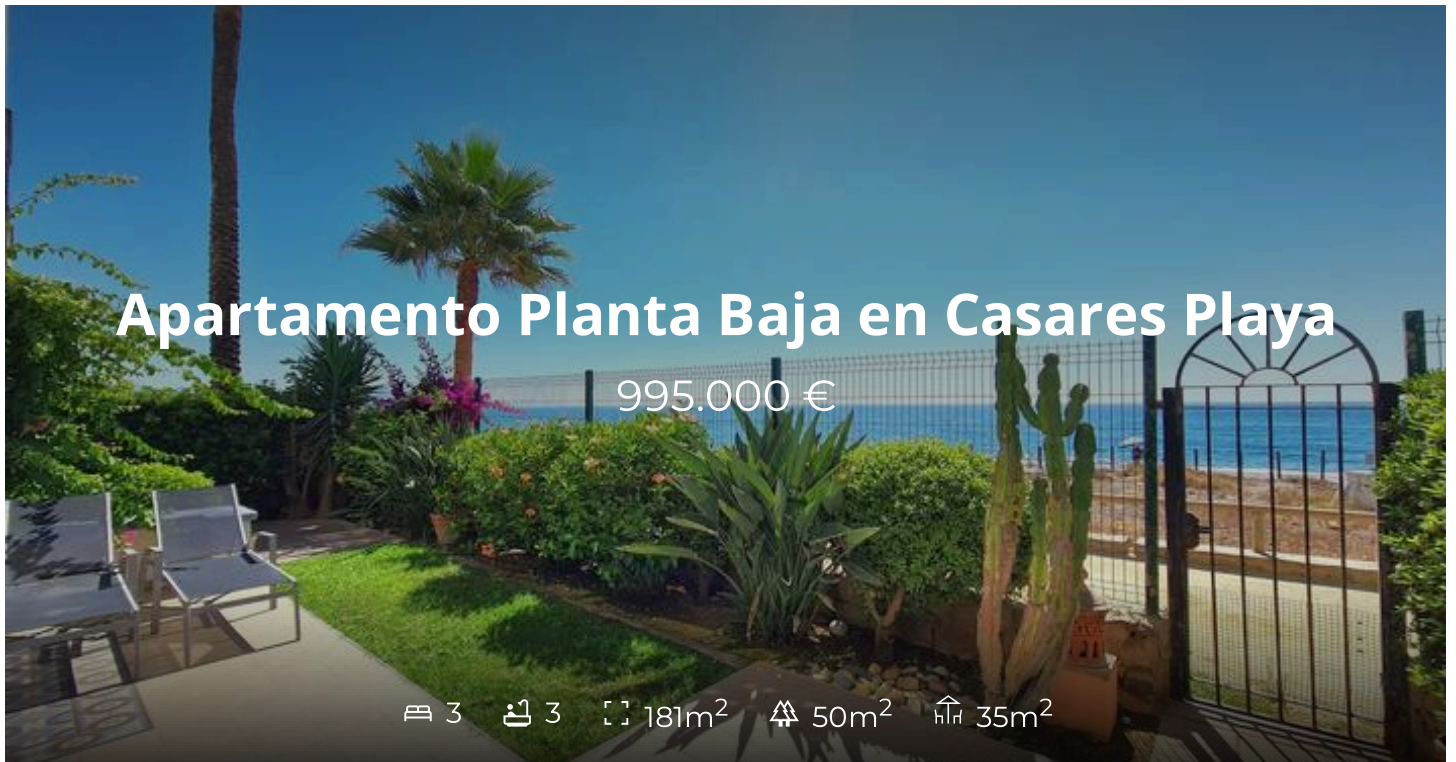 Apartamento Planta Baja en Casares Playa
995.000 €
3 3 181m² 50m² 35m²